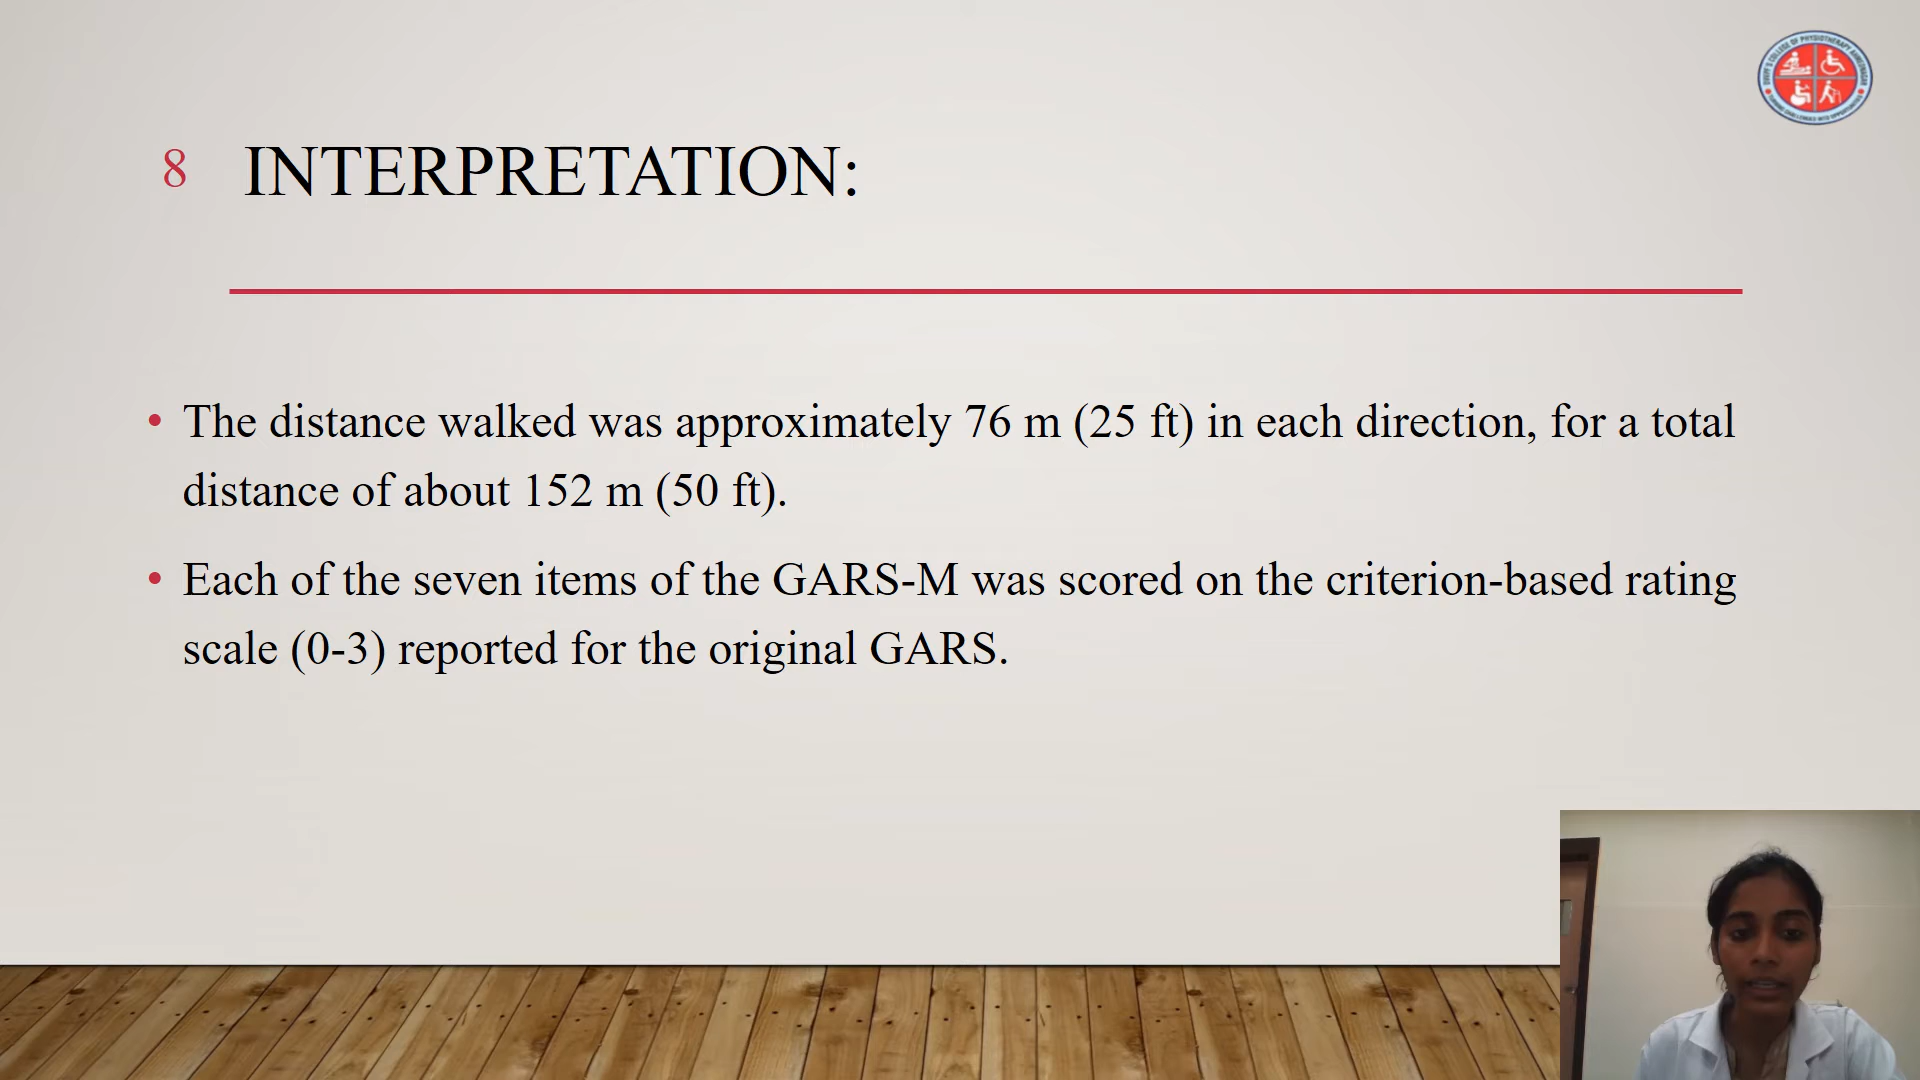 8 INTERPRETATION:
• The distance walked was approximately 76 m (25 ft) in each direction, for a total
distance of about 152 m (50 ft).
• Each of the seven items of the GARS-M was scored on the criterion-based rating
scale (0-3) reported for the original GARS.